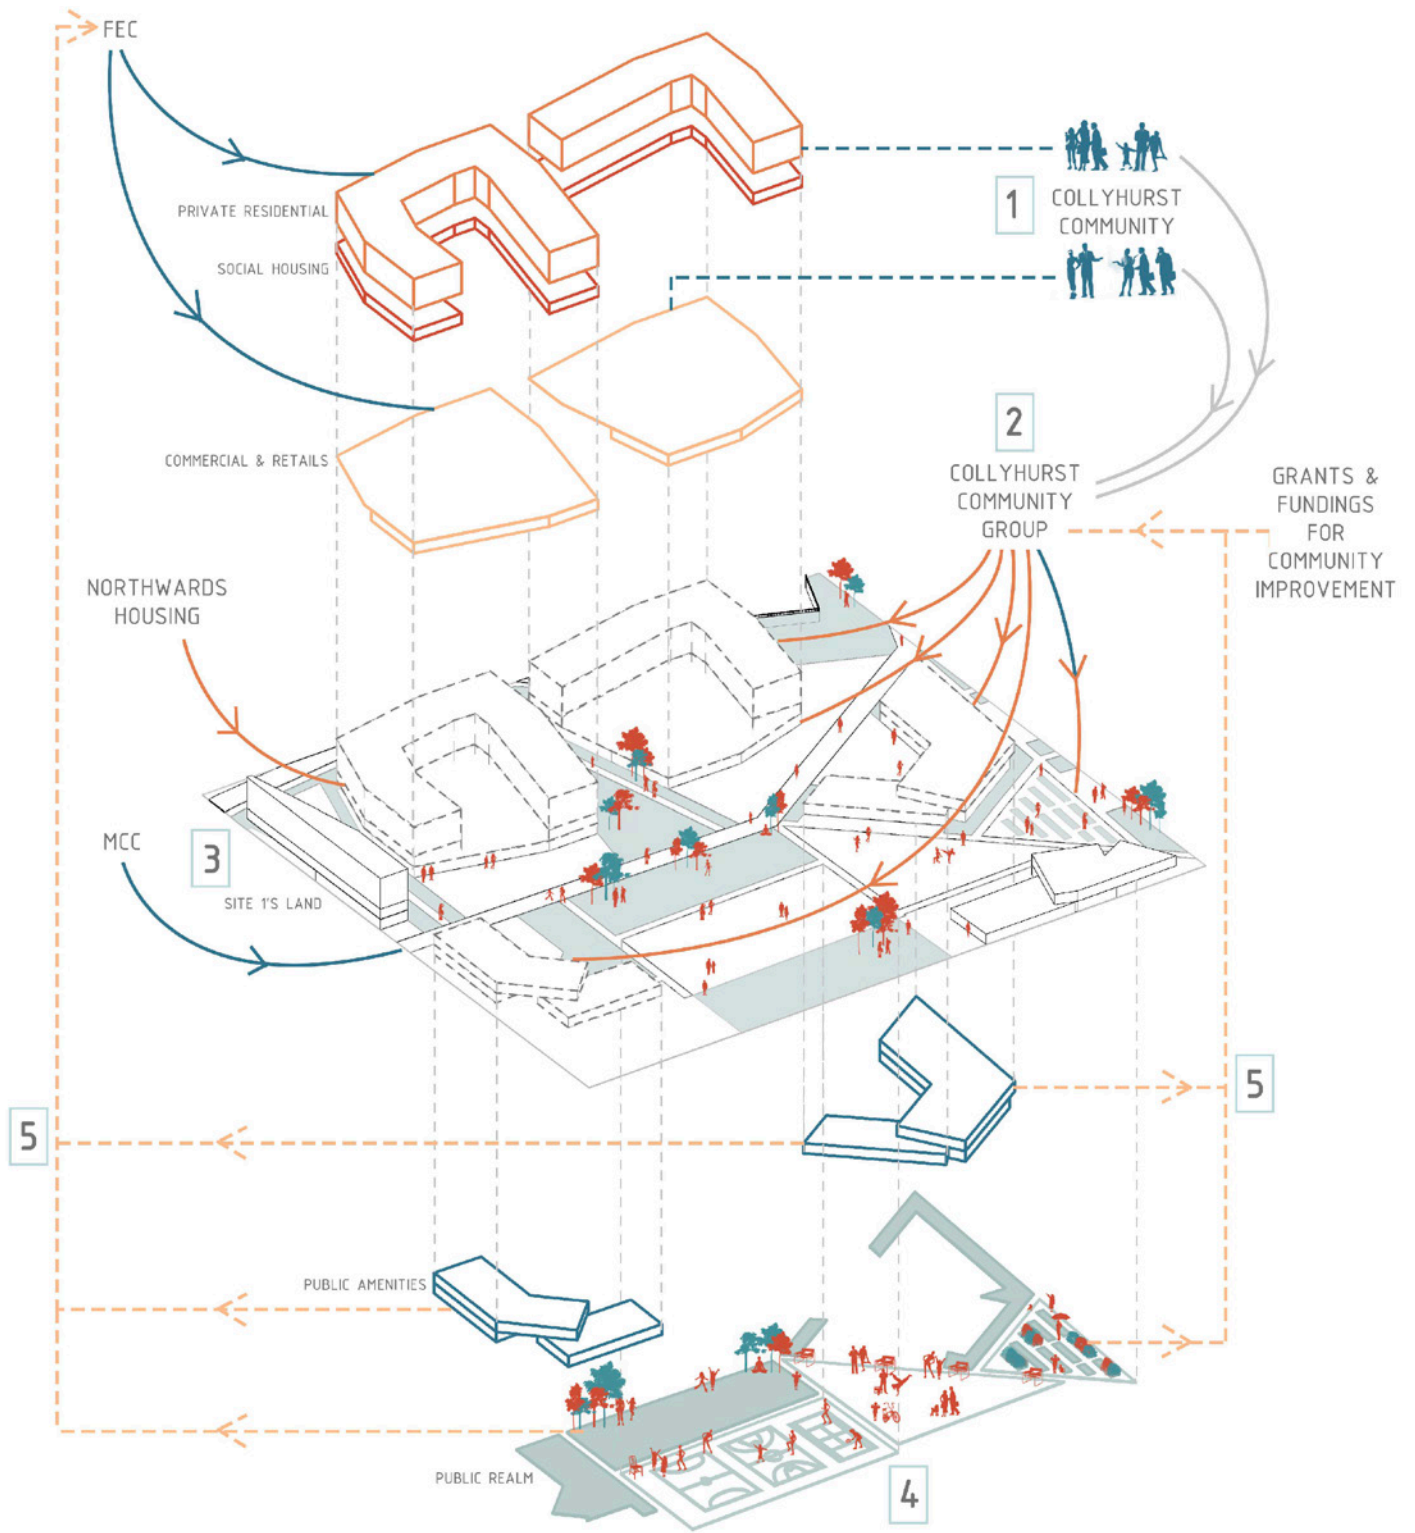 FEC
PRIVATE RESIDENTIAL
SOCIAL HOUSING
1
COLLYHURST
COMMUNITY
COMMERCIAL & RETAILS
2
COLLYHURST
COMMUNITY
GROUP
GRANTS &
FUNDINGS
FOR
COMMUNITY
IMPROVEMENT
NORTHWARDS
HOUSING
MCC
3
SITE 1'S LAND
5
5
PUBLIC AMENITIES
PUBLIC REALM
4